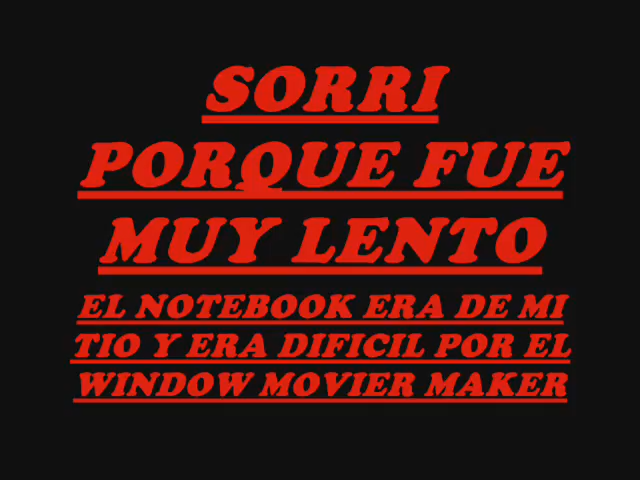 SORRI
PORQUE FUE
MUY LENTO
EL NOTEBOOK ERA DE MI
TIO Y ERA DIFICIL POR EL
WINDOW MOVIER MAKER